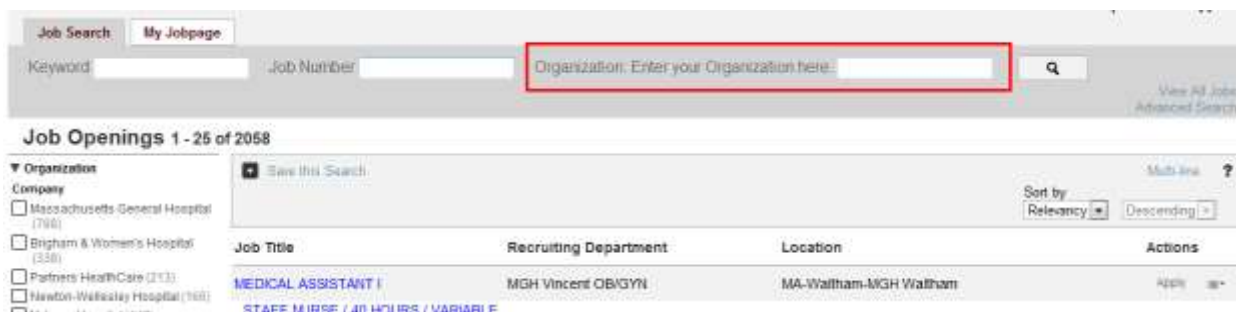 Job Search My Jobpage
Keyword Job Number Organization: Enter your Organization here.
View All Jobs
Advanced Search
Job Openings 1 - 25 of 2058
▼ Organization
Save this Search
Multi-line ?
Company
Sort by
Massachusetts General Hospital
Relevancy Descending
Brigham & Women's Hospital
Job Title Recruiting Department Location Actions
Partners HealthCare (213)
MEDICAL ASSISTANT I MGH Vincent OB/GYN MA-Waltham-MGH Waltham Apply
Newton-Wellesley Hospital
STAFF NURSE / 40 HOURS / VARIABLE